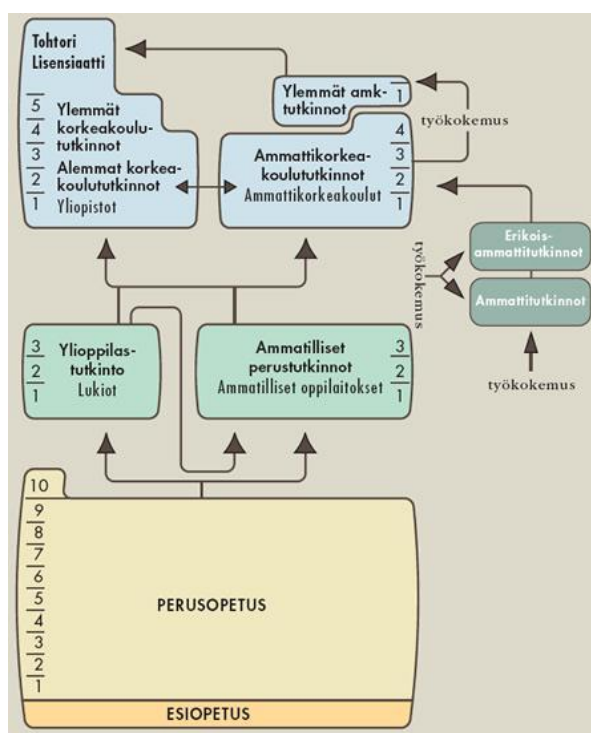 Tohtori
Lisensiaatti
5
4
3
2
1
Ylemmät
korkeakoulu-
tutkinnot
Alemmat korkea-
koulututkinnot
Yliopistot
Ylemmät amk-
tutkinnot
1
työkokemus
Ammattikorkea-
koulututkinnot
Ammattikorkeakoulut
4
3
2
1
työkokemus
Erikois-
ammattitutkinnot
Ammattitutkinnot
työkokemus
3
2
1
Ylioppilas-
tutkinto
Lukiot
Ammatilliset
perustutkinnot
Ammatilliset oppilaitokset
3
2
1
10
9
8
7
6
5
4
3
2
1
PERUSOPETUS
ESIOPETUS